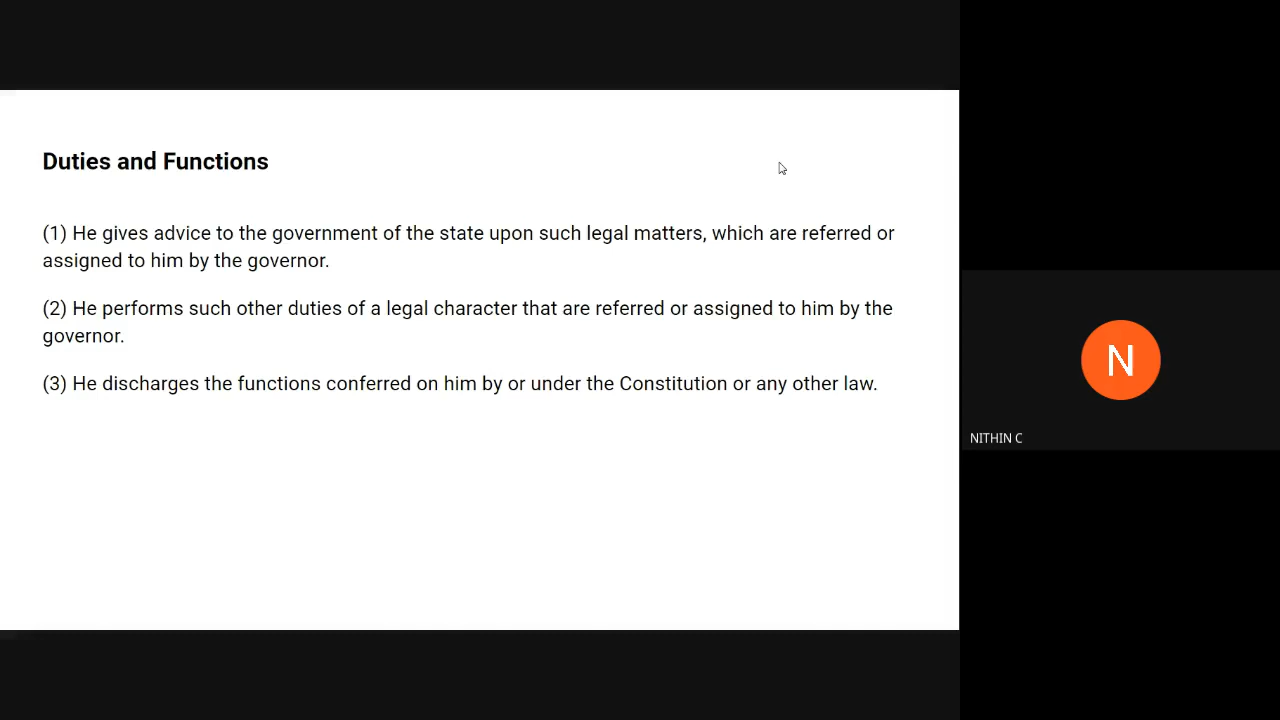 Duties and Functions
(1) He gives advice to the government of the state upon such legal matters, which are referred or
assigned to him by the governor.
(2) He performs such other duties of a legal character that are referred or assigned to him by the
governor.
(3) He discharges the functions conferred on him by or under the Constitution or any other law.
N
NITHIN C